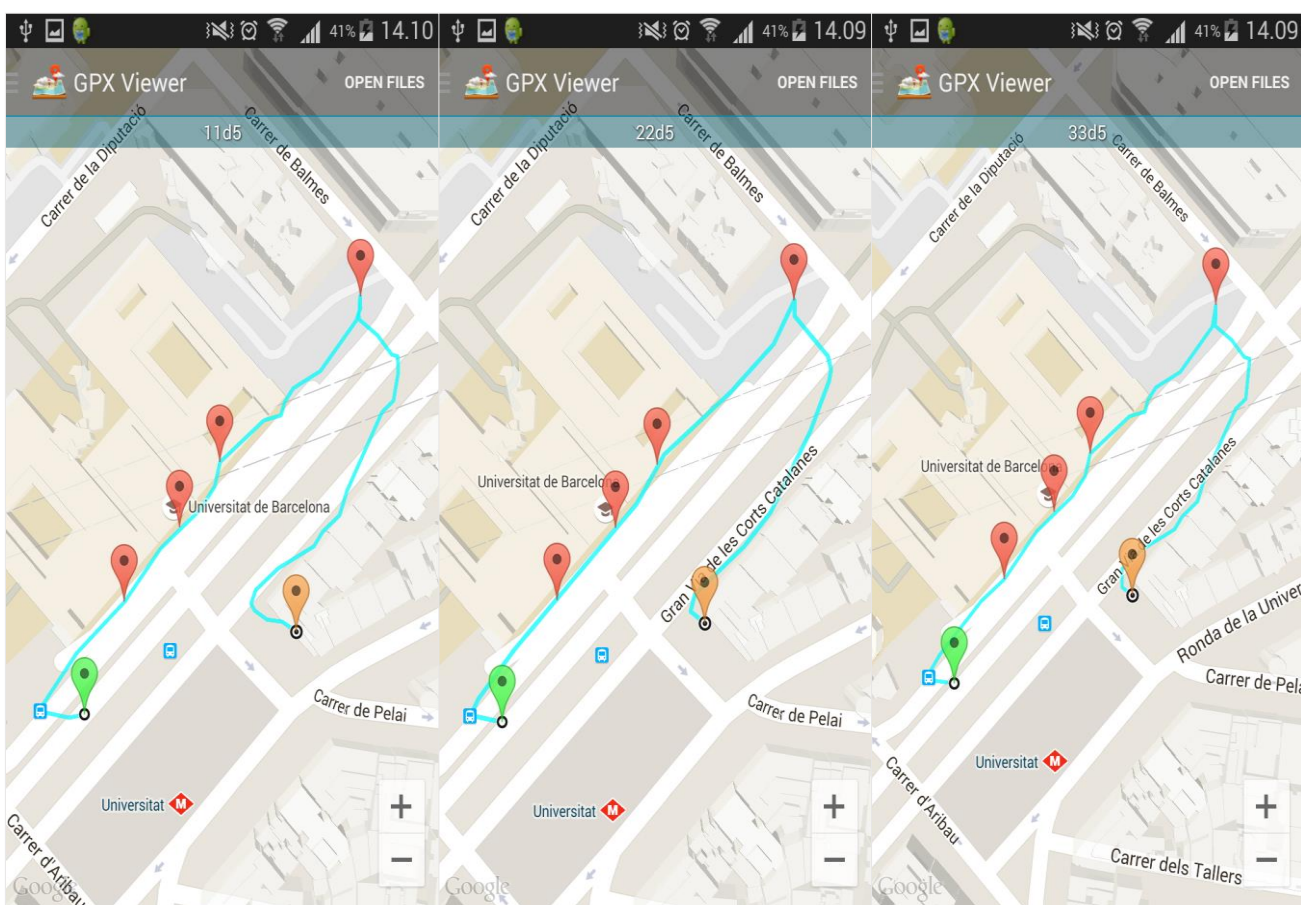 41% 14.10
GPX Viewer OPEN FILES
11d5
Carrer de la Diputació
Carrer de Balmes
Universitat de Barcelona
Carrer de Pelai
Universitat M
Carrer d'Aribau
+
−
Google
41% 14.09
GPX Viewer OPEN FILES
22d5
Carrer de la Diputació
Carrer de Balmes
Universitat de Barcelona
Gran Via de les Corts Catalanes
Carrer de Pelai
Universitat M
+
−
Google
41% 14.09
GPX Viewer OPEN FILES
33d5
Carrer de la Diputació
Carrer de Balmes
Universitat de Barcelona
Gran Via de les Corts Catalanes
Ronda de la Univer
Carrer de Pela
Universitat M
Carrer d'Aribau
Carrer dels Tallers
+
−
Google